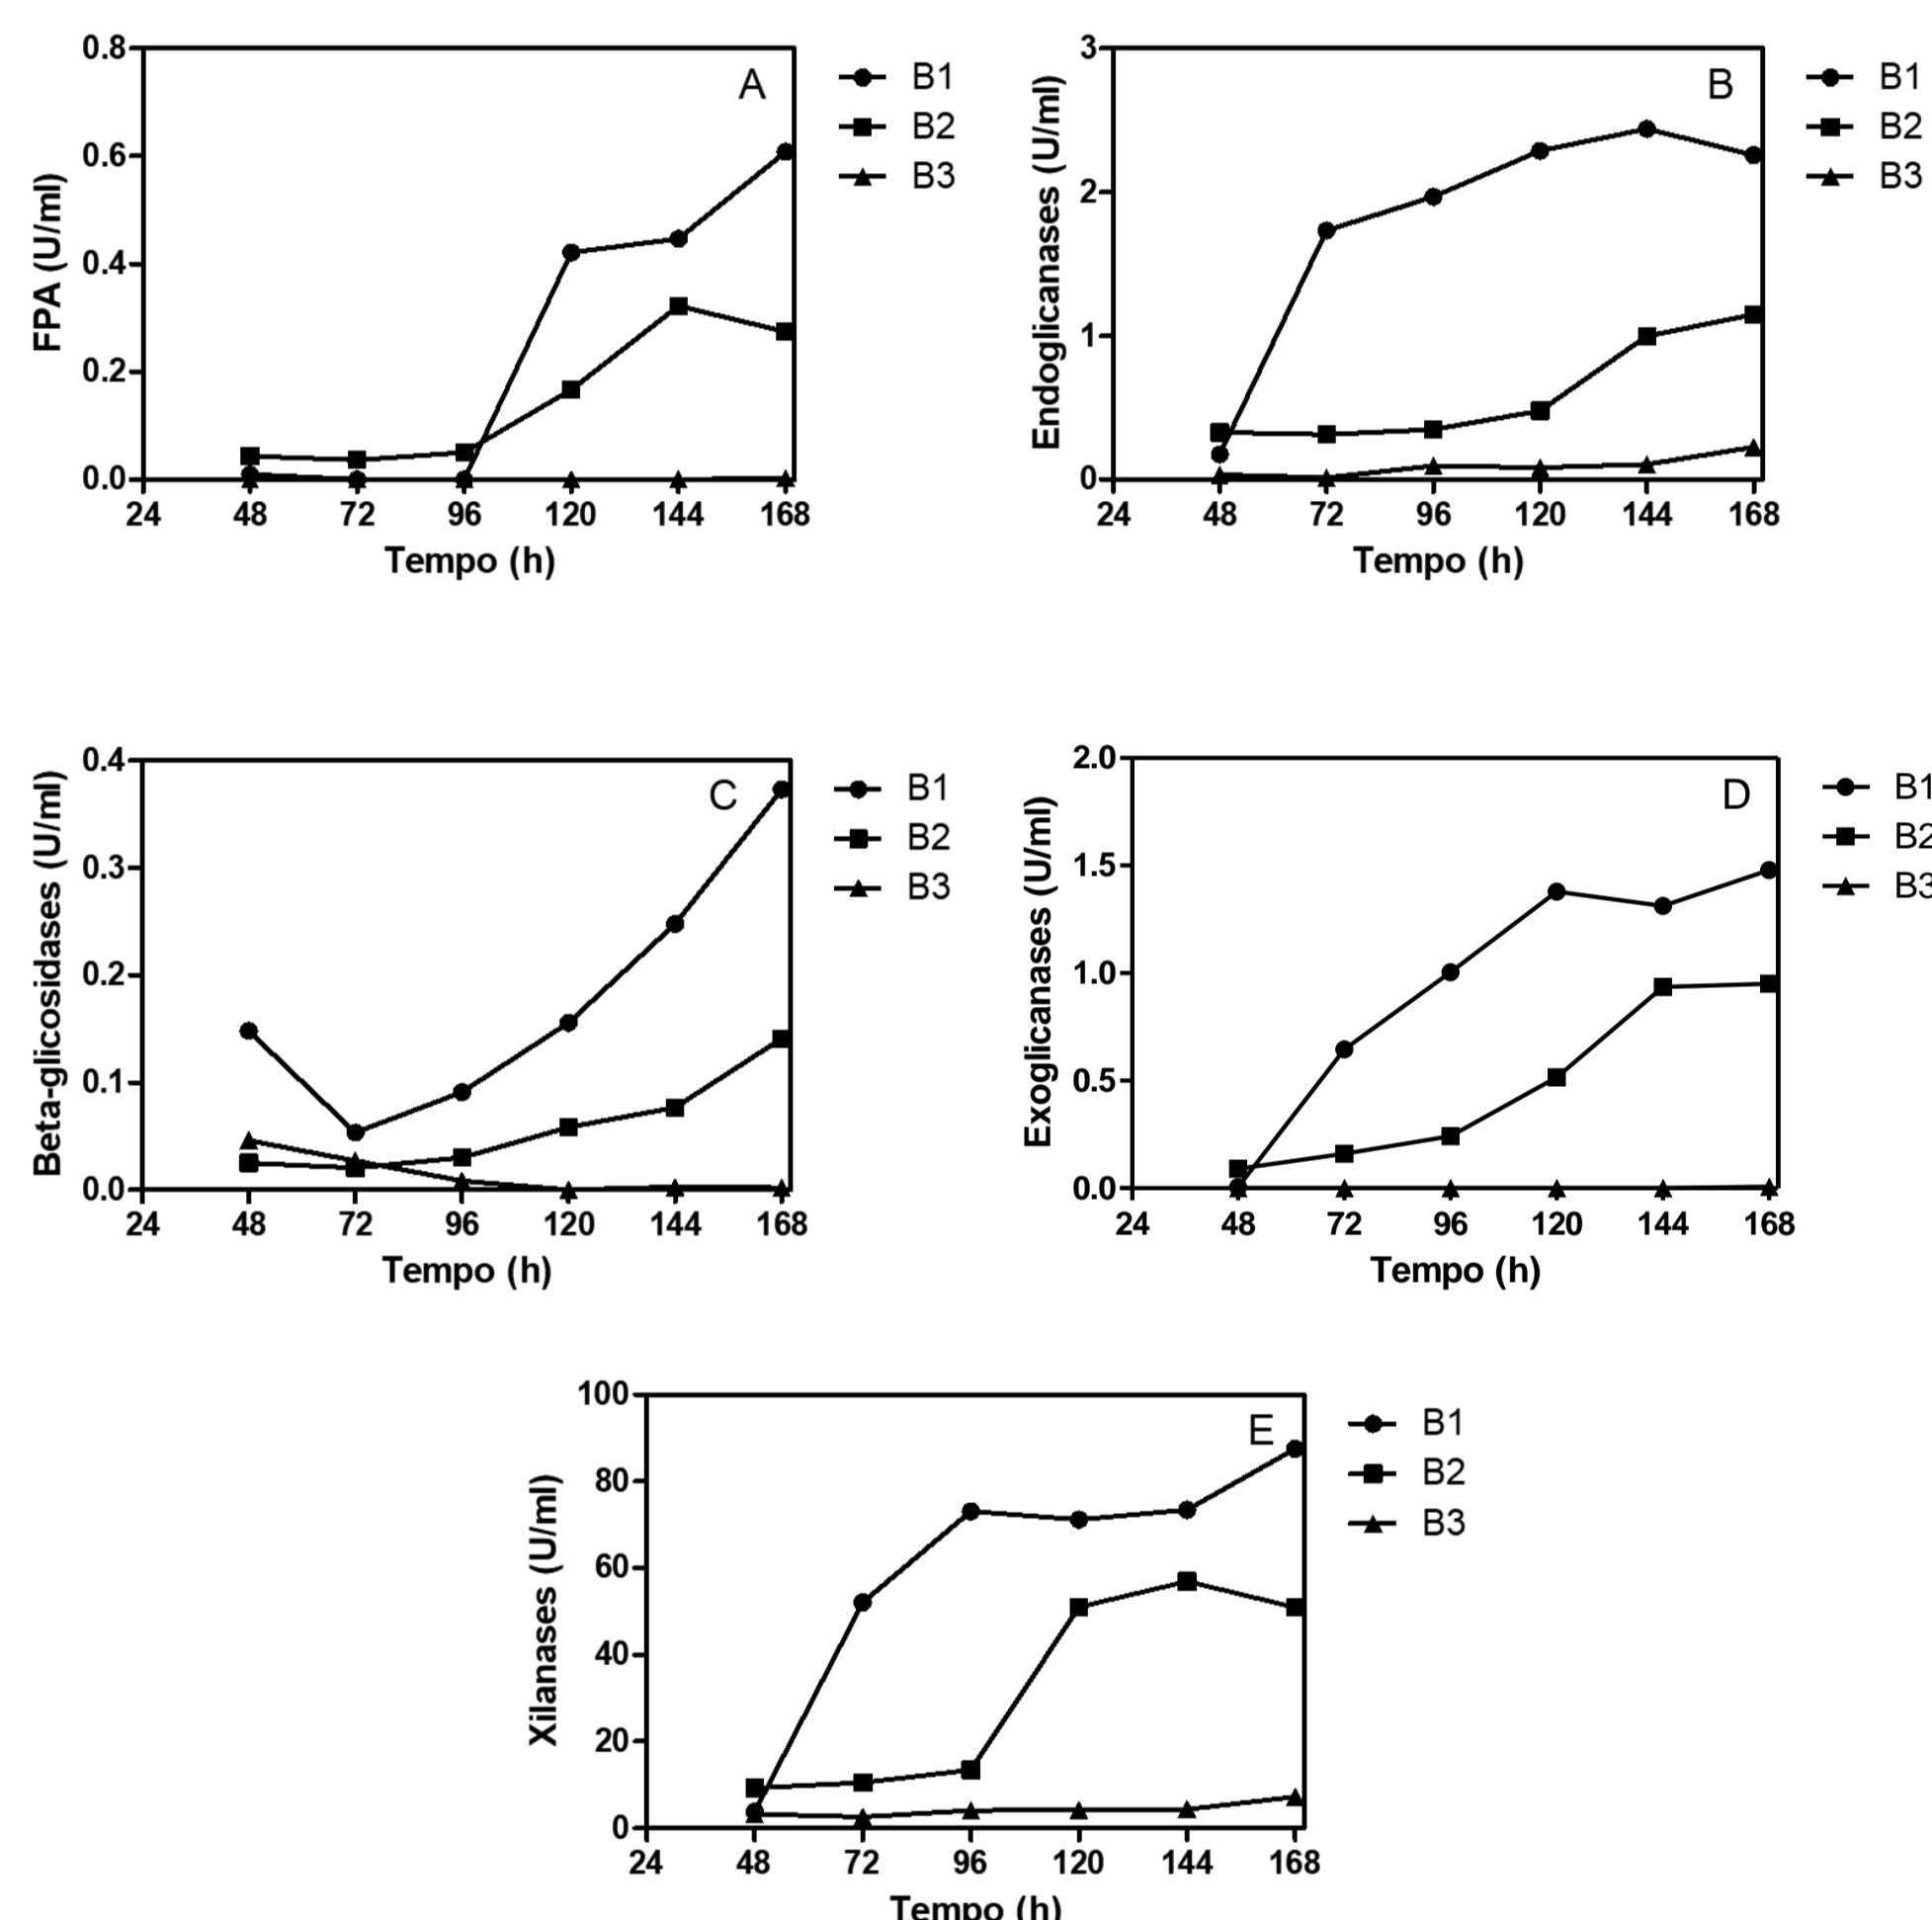 0.8
0.6
0.4
0.2
0.0
FPA (U/ml)
A
B1
B2
B3
24 48 72 96 120 144 168
Tempo (h)
3
2
1
0
Endoglicanases (U/ml)
B
B1
B2
B3
24 48 72 96 120 144 168
Tempo (h)
0.4
0.3
0.2
0.1
0.0
Beta-glicosidases (U/ml)
C
B1
B2
B3
24 48 72 96 120 144 168
Tempo (h)
2.0
1.5
1.0
0.5
0.0
Exoglicanases (U/ml)
D
B1
B2
B3
24 48 72 96 120 144 168
Tempo (h)
100
80
60
40
20
0
Xilanases (U/ml)
E
B1
B2
B3
24 48 72 96 120 144 168
Tempo (h)